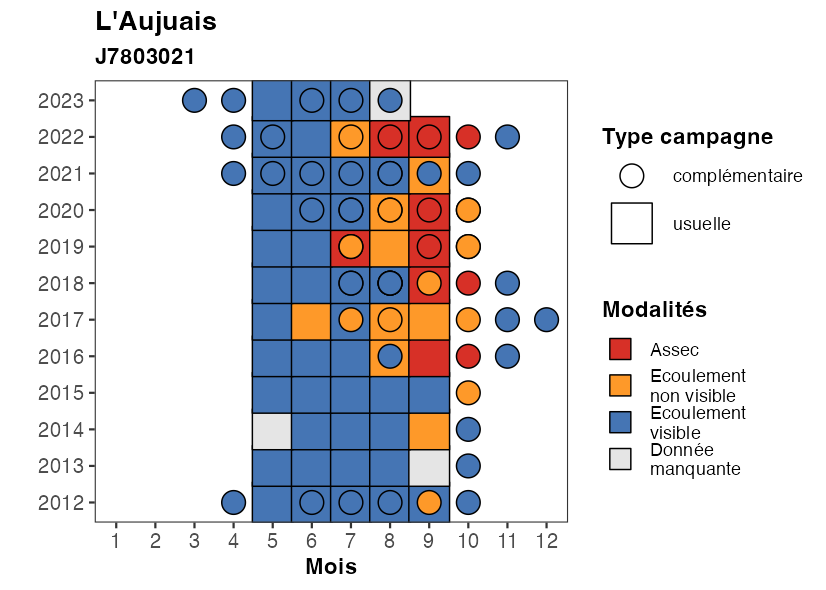 L'Aujuais
J7803021
2023
2022
2021
2020
2019
2018
2017
2016
2015
2014
2013
2012
1 2 3 4 5 6 7 8 9 10 11 12
Mois
Type campagne
complémentaire
usuelle
Modalités
Assec
Ecoulement
non visible
Ecoulement
visible
Donnée
manquante